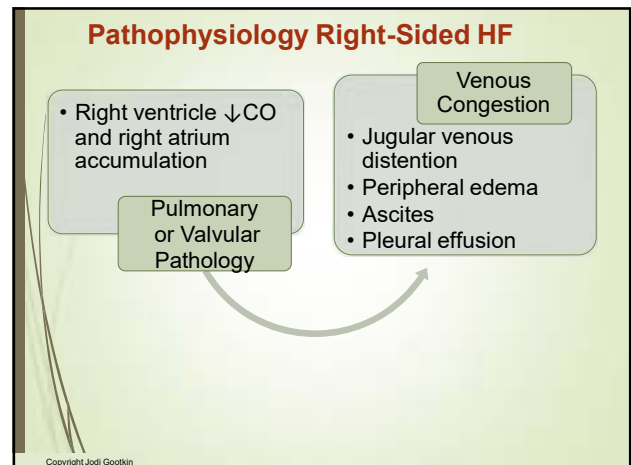 Pathophysiology Right-Sided HF
• Right ventricle ↓CO
and right atrium
accumulation
Pulmonary
or Valvular
Pathology
Venous
Congestion
• Jugular venous
distention
• Peripheral edema
• Ascites
• Pleural effusion
Copyright Jodi Gootkin